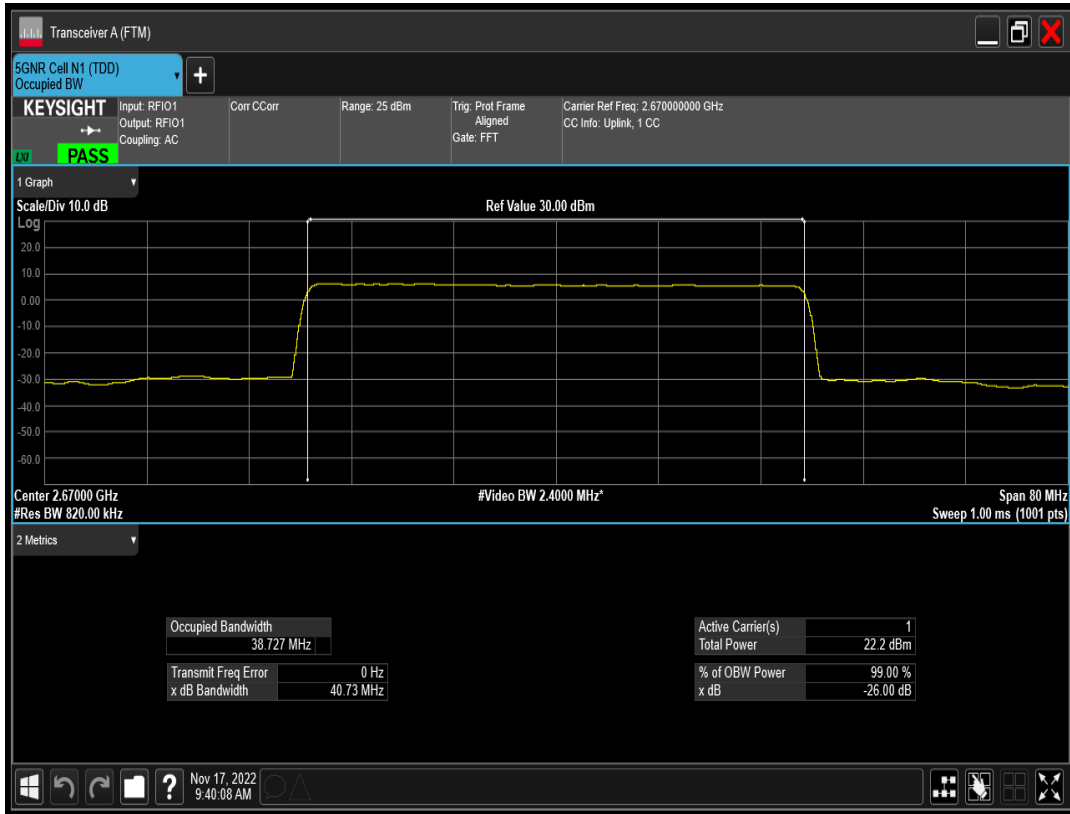 Transceiver A (FTM)
5GNR Cell N1 (TDD)
Occupied BW
+
KEYSIGHT
Input: RFIO1
Output: RFIO1
Coupling: AC
Corr CCorr
Range: 25 dBm
Trig: Prot Frame
Aligned
Gate: FFT
Carrier Ref Freq: 2.670000000 GHz
CC Info: Uplink, 1 CC
LXI
PASS
1 Graph
Scale/Div 10.0 dB
Ref Value 30.00 dBm
Log
20.0
10.0
0.00
-10.0
-20.0
-30.0
-40.0
-50.0
-60.0
Center 2.67000 GHz
#Video BW 2.4000 MHz*
Span 80 MHz
#Res BW 820.00 kHz
Sweep 1.00 ms (1001 pts)
2 Metrics
Occupied Bandwidth
38.727 MHz
Transmit Freq Error 0 Hz
x dB Bandwidth 40.73 MHz
Active Carrier(s) 1
Total Power 22.2 dBm
% of OBW Power 99.00 %
x dB -26.00 dB
?
Nov 17, 2022
9:40:08 AM